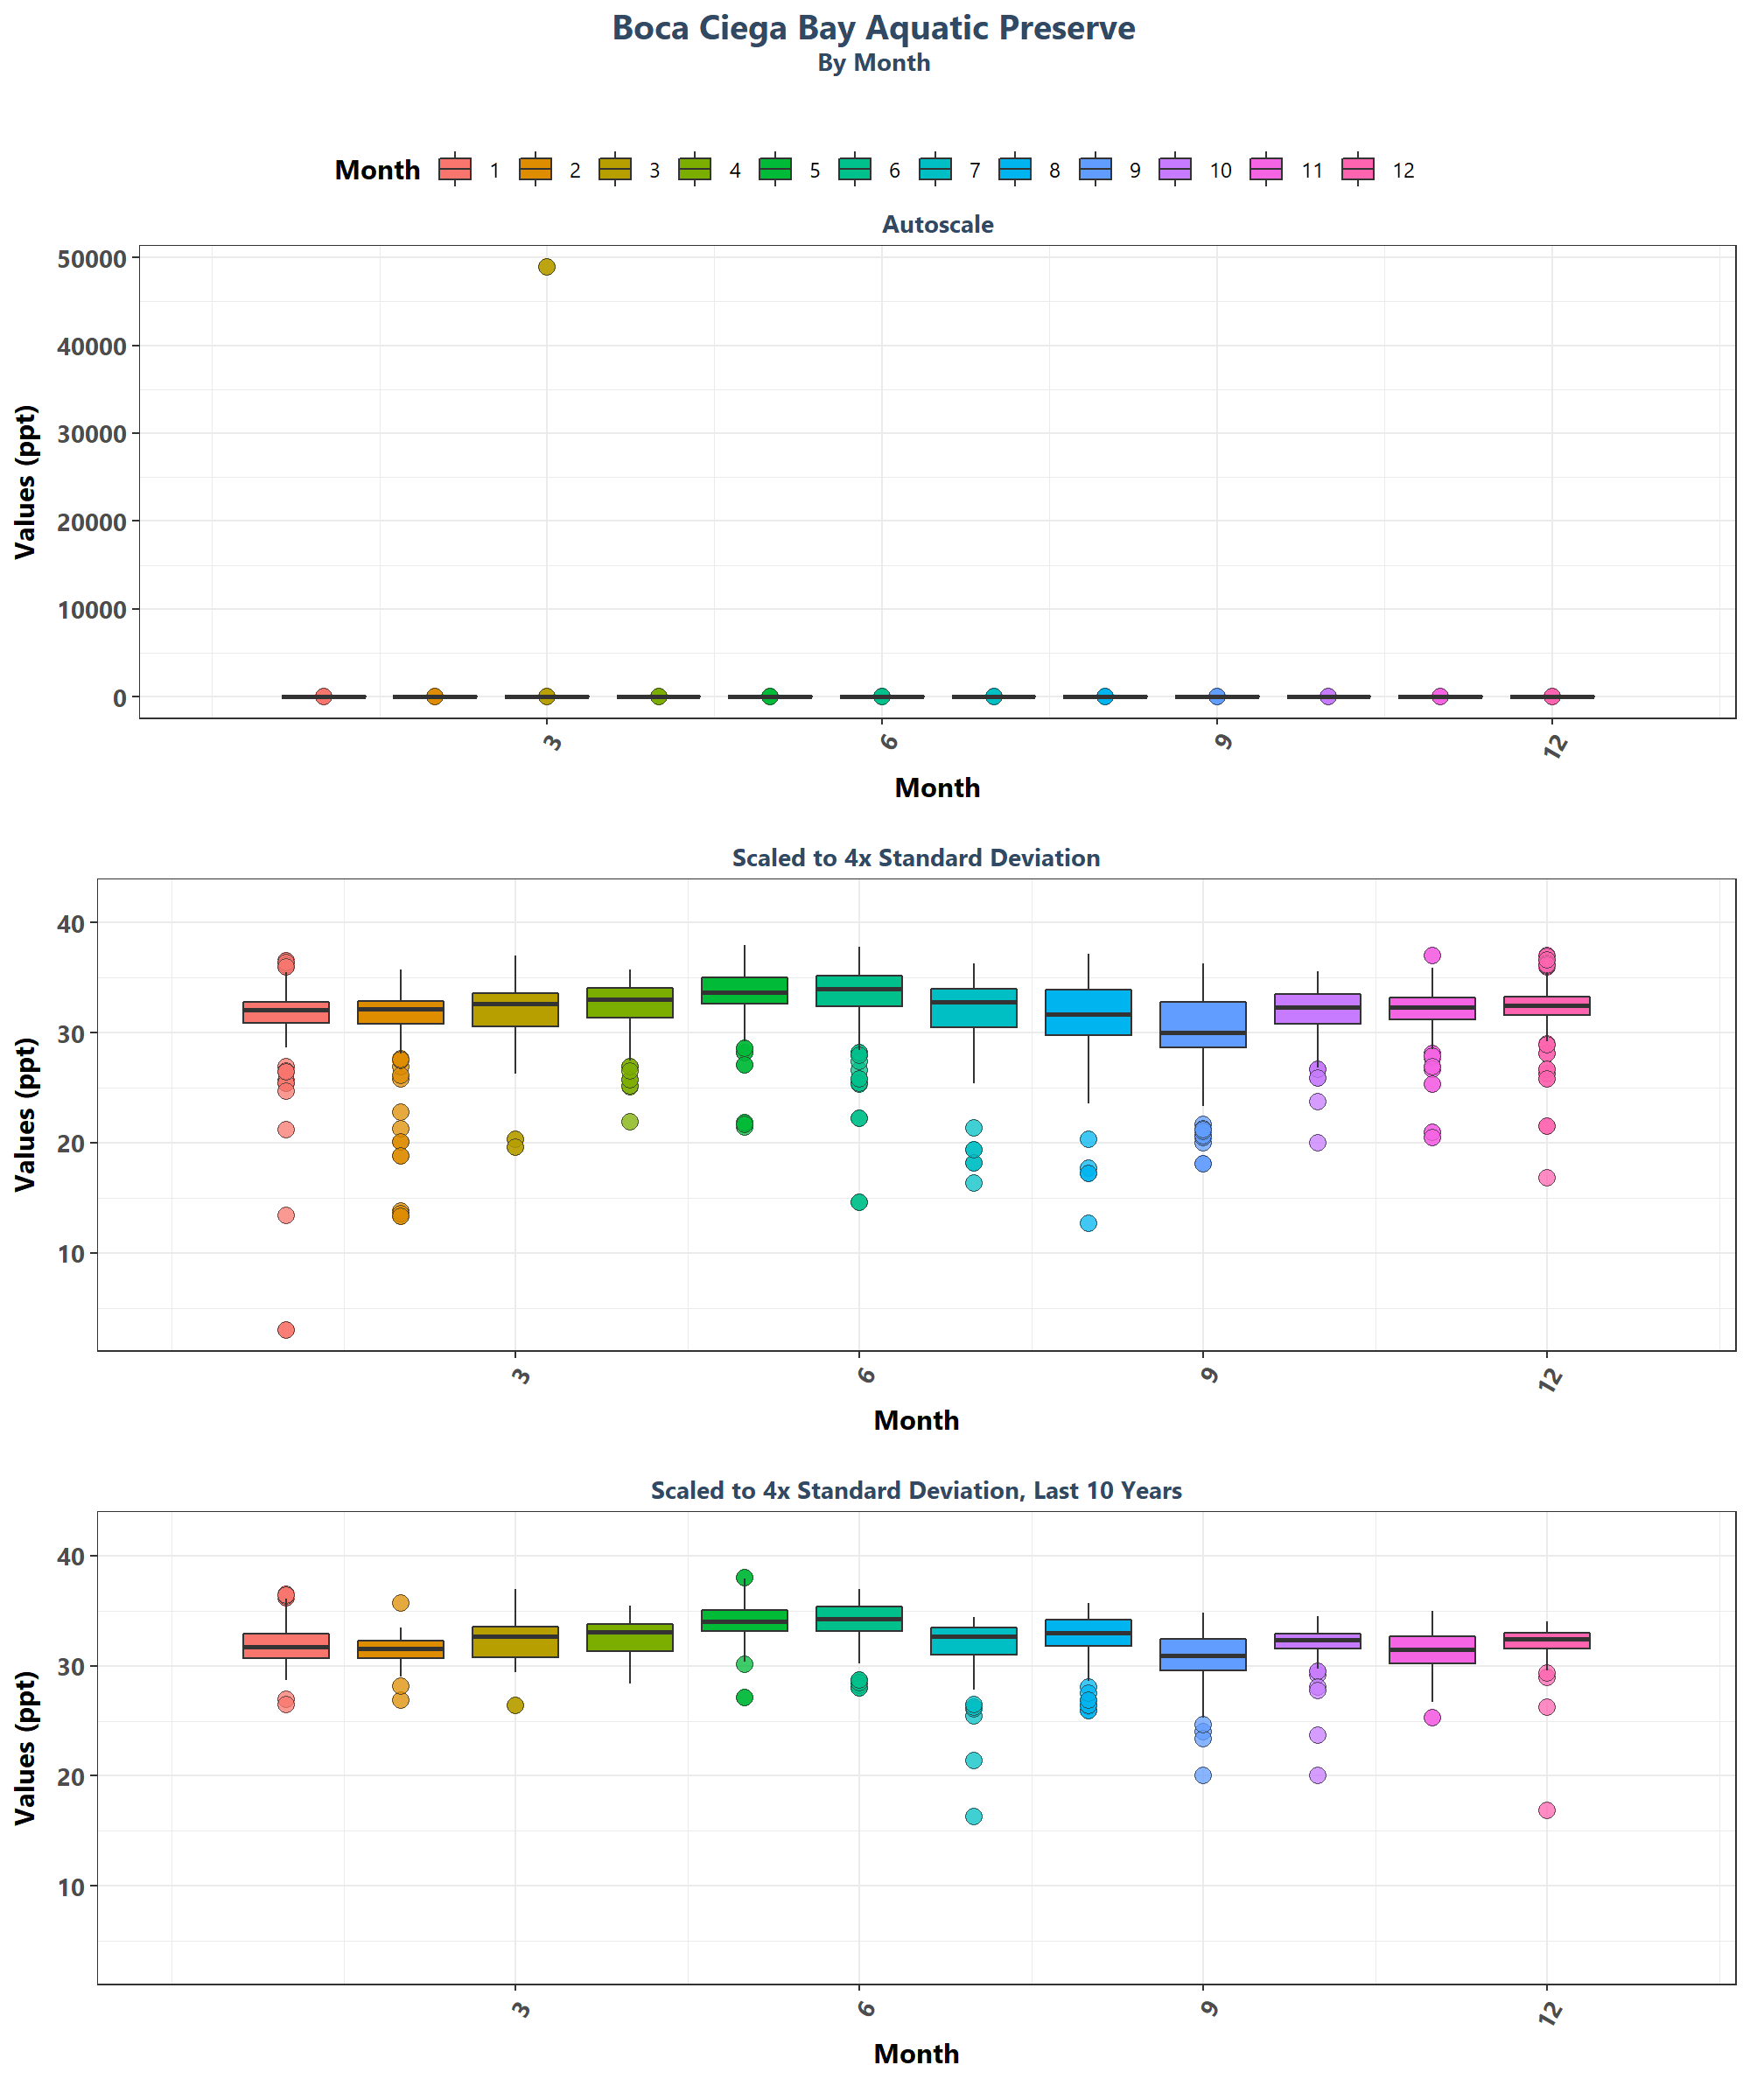 Boca Ciega Bay Aquatic Preserve
By Month
Month 1 2 3 4 5 6 7 8 9 10 11 12
Autoscale
50000
40000
30000
20000
10000
0
Values (ppt)
3 6 9 12
Month
Scaled to 4x Standard Deviation
40
30
20
10
Values (ppt)
3 6 9 12
Month
Scaled to 4x Standard Deviation, Last 10 Years
40
30
20
10
Values (ppt)
3 6 9 12
Month